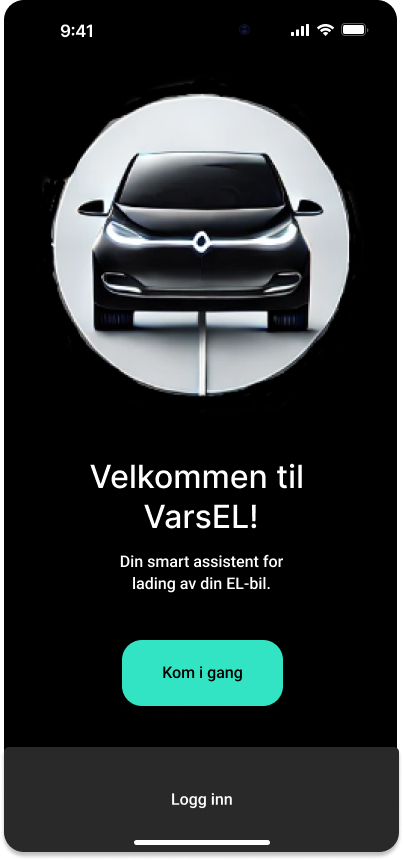 9:41
Velkommen til
VarsEL!
Din smart assistent for
lading av din EL-bil.
Kom i gang
Logg inn